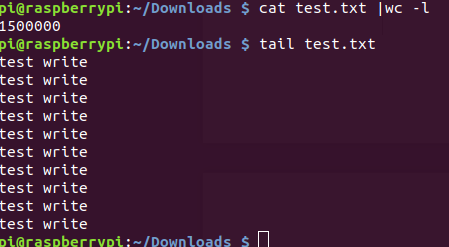 pi@raspberrypi:~/Downloads $ cat test.txt |wc -l
1500000
pi@raspberrypi:~/Downloads $ tail test.txt
test write
test write
test write
test write
test write
test write
test write
test write
test write
test write
pi@raspberrypi:~/Downloads $